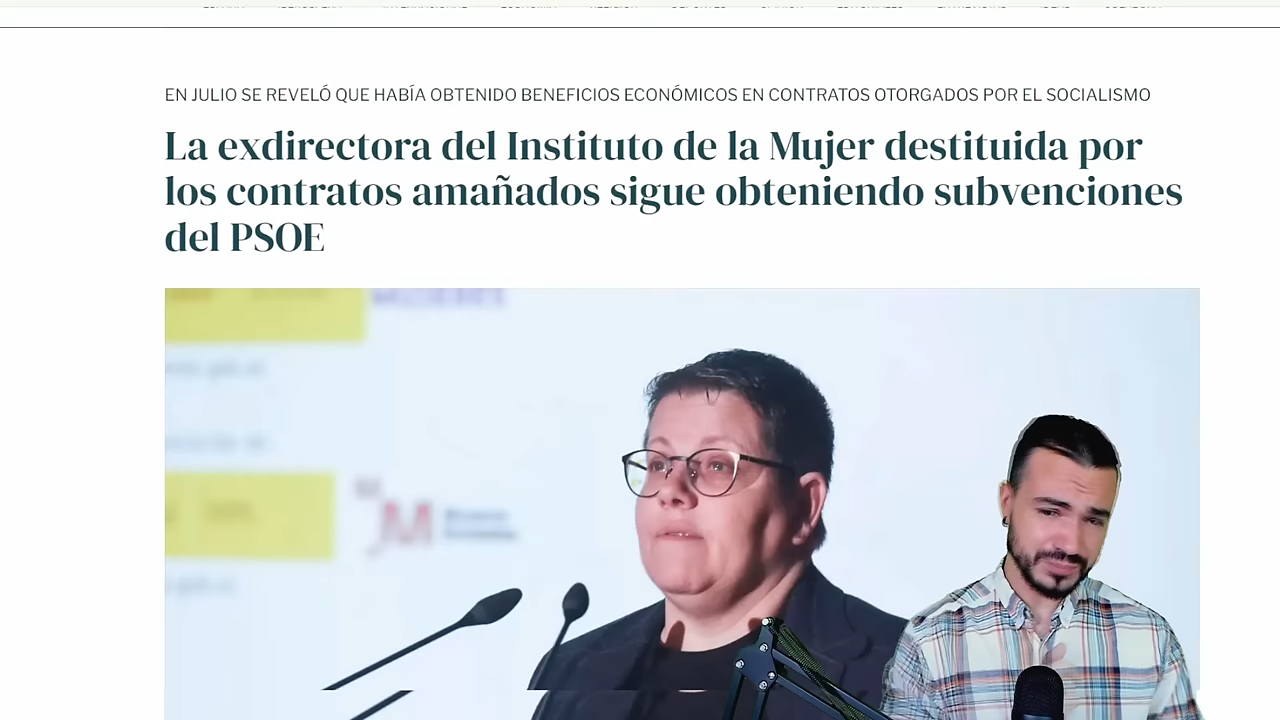 EN JULIO SE REVELÓ QUE HABÍA OBTENIDO BENEFICIOS ECONÓMICOS EN CONTRATOS OTORGADOS POR EL SOCIALISMO
La exdirectora del Instituto de la Mujer destituida por
los contratos amañados sigue obteniendo subvenciones
del PSOE